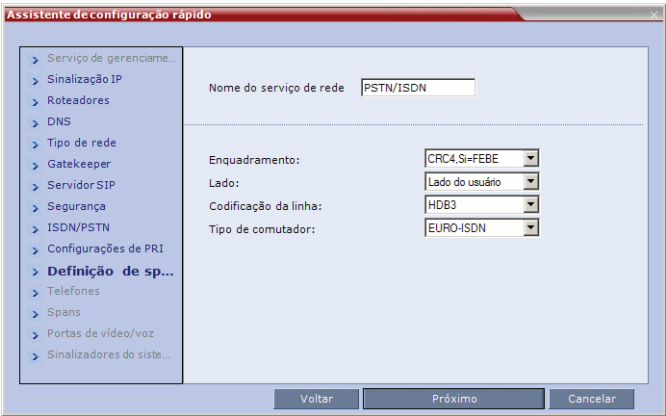 Assistente de configuração rápido
Serviço de gerenciame...
Sinalização IP
Roteadores
DNS
Tipo de rede
Gatekeeper
Servidor SIP
Segurança
ISDN/PSTN
Configurações de PRI
Definição de sp...
Telefones
Spans
Portas de vídeo/voz
Sinalizadores do siste...
Nome do serviço de rede PSTN/ISDN
Enquadramento: CRC4,Si=FEBE
Lado: Lado do usuário
Codificação da linha: HDB3
Tipo de comutador: EURO-ISDN
Voltar Próximo Cancelar